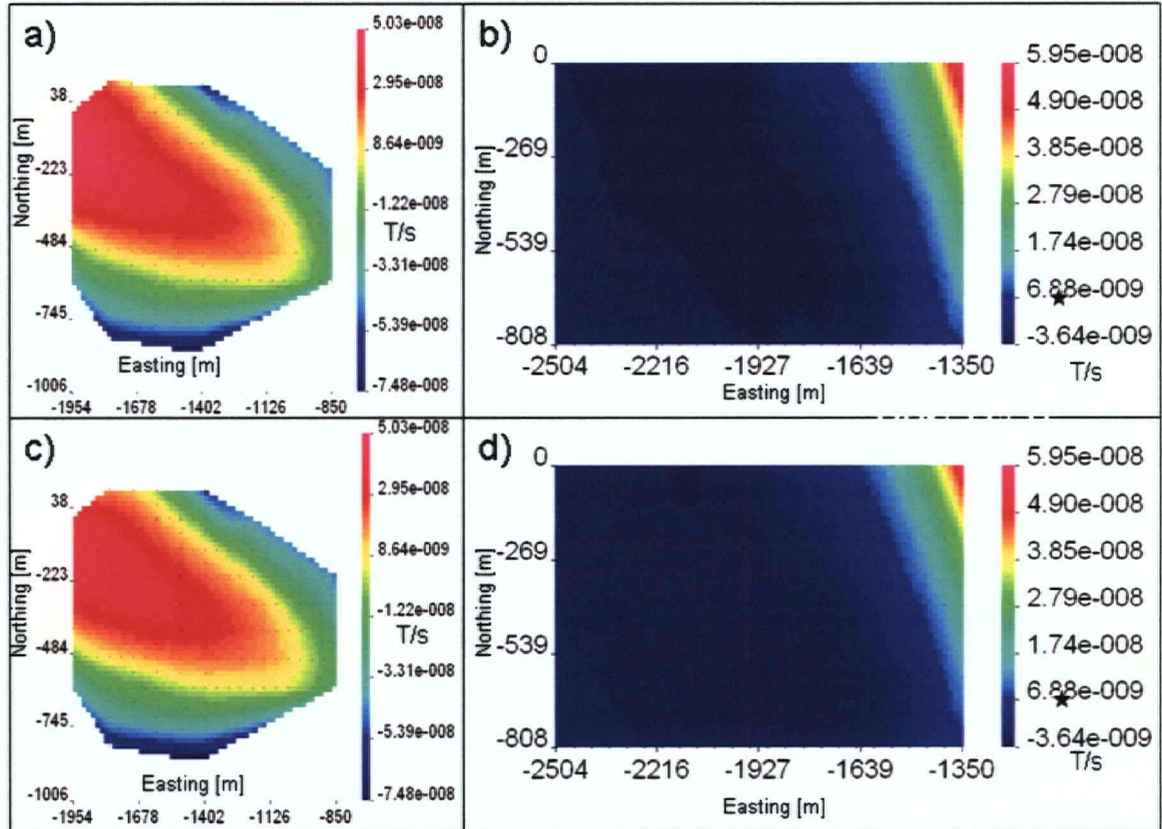 a)
5.03e-008
2.95e-008
8.64e-009
-1.22e-008
T/s
-3.31e-008
-5.39e-008
-7.48e-008
38
-223
-484
-745
-1006
Northing [m]
Easting [m]
-1954 -1678 -1402 -1126 -850
b)
0
-269
-539
-808
Northing [m]
-2504 -2216 -1927 -1639 -1350
Easting [m]
5.95e-008
4.90e-008
3.85e-008
2.79e-008
1.74e-008
6.88e-009
-3.64e-009
T/s
c)
5.03e-008
2.95e-008
8.64e-009
-1.22e-008
T/s
-3.31e-008
-5.39e-008
-7.48e-008
38
-223
-484
-745
-1006
Northing [m]
Easting [m]
-1954 -1678 -1402 -1126 -850
d)
0
-269
-539
-808
Northing [m]
-2504 -2216 -1927 -1639 -1350
Easting [m]
5.95e-008
4.90e-008
3.85e-008
2.79e-008
1.74e-008
6.88e-009
-3.64e-009
T/s